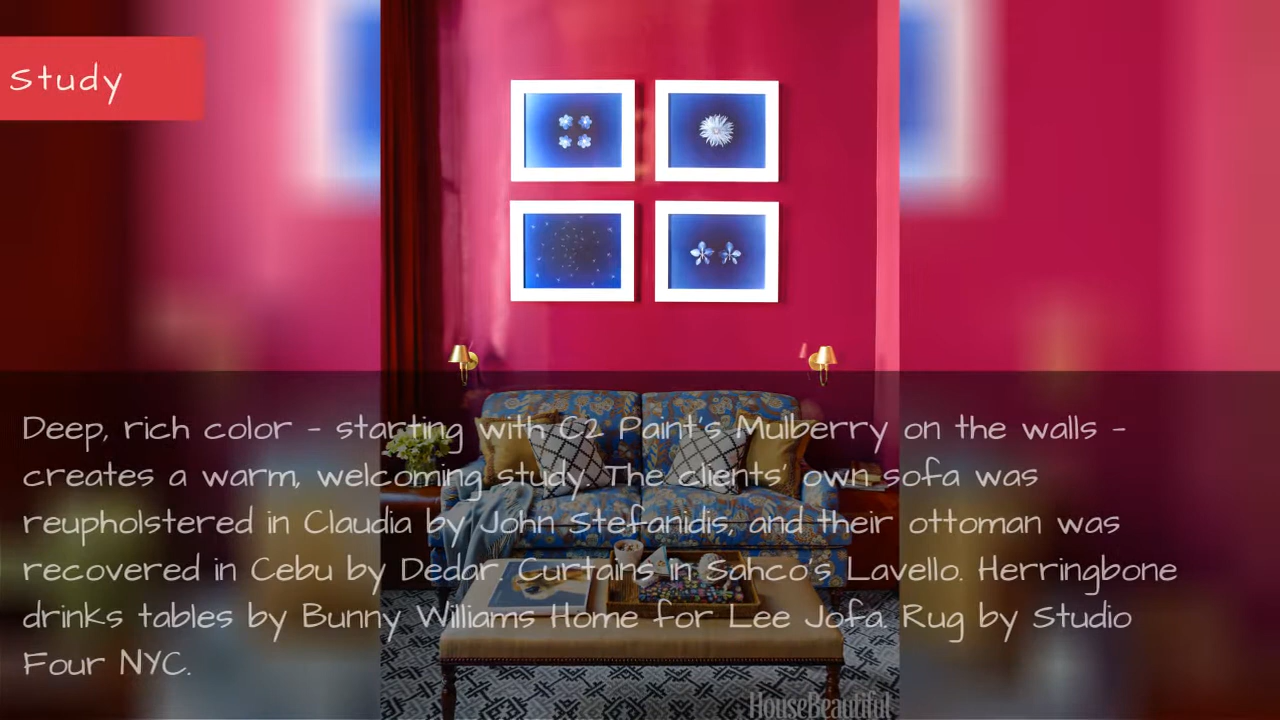 Study
Deep, rich color - starting with C2 Paint's Mulberry on the walls -
creates a warm, welcoming study. The clients' own sofa was
reupholstered in Claudia by John Stefanidis, and their ottoman was
recovered in Cebu by Dedar. Curtains in Sahco's Lavello. Herringbone
drinks tables by Bunny Williams Home for Lee Jofa. Rug by Studio
Four NYC.
HouseBeautiful